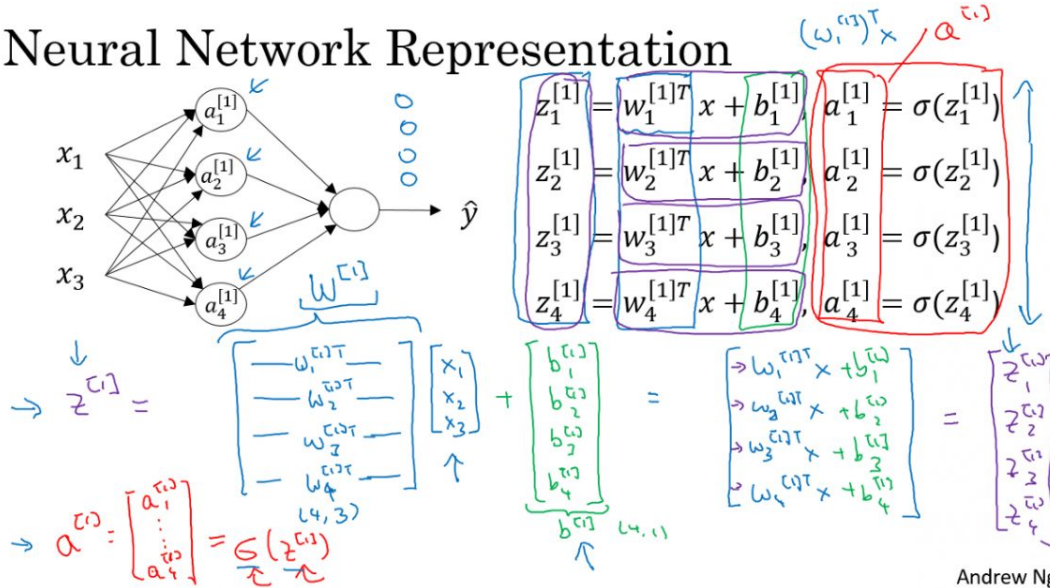 Neural Network Representation
(w₁^[1])ᵀ x
a^[1]
x₁
x₂
x₃
a₁^[1]
a₂^[1]
a₃^[1]
a₄^[1]
ŷ
z₁^[1] = w₁^[1]T x + b₁^[1], a₁^[1] = σ(z₁^[1])
z₂^[1] = w₂^[1]T x + b₂^[1], a₂^[1] = σ(z₂^[1])
z₃^[1] = w₃^[1]T x + b₃^[1], a₃^[1] = σ(z₃^[1])
z₄^[1] = w₄^[1]T x + b₄^[1], a₄^[1] = σ(z₄^[1])
W^[1]
→ z^[1] = [ — w₁^[1]T — ] [ x₁ ] + [ b₁^[1] ] = [ → w₁^[1]T x + b₁^[1] ] = [ z₁^[1] ]
[ — w₂^[1]T — ] [ x₂ ] [ b₂^[1] ] [ → w₂^[1]T x + b₂^[1] ] [ z₂^[1] ]
[ — w₃^[1]T — ] [ x₃ ] [ b₃^[1] ] [ → w₃^[1]T x + b₃^[1] ] [ z₃^[1] ]
[ — w₄^[1]T — ] [ b₄^[1] ] [ → w₄^[1]T x + b₄^[1] ] [ z₄^[1] ]
(4,3)
b^[1] (4,1)
→ a^[1] = [ a₁^[1] ⋮ a₄^[1] ] = σ(z^[1])
Andrew Ng